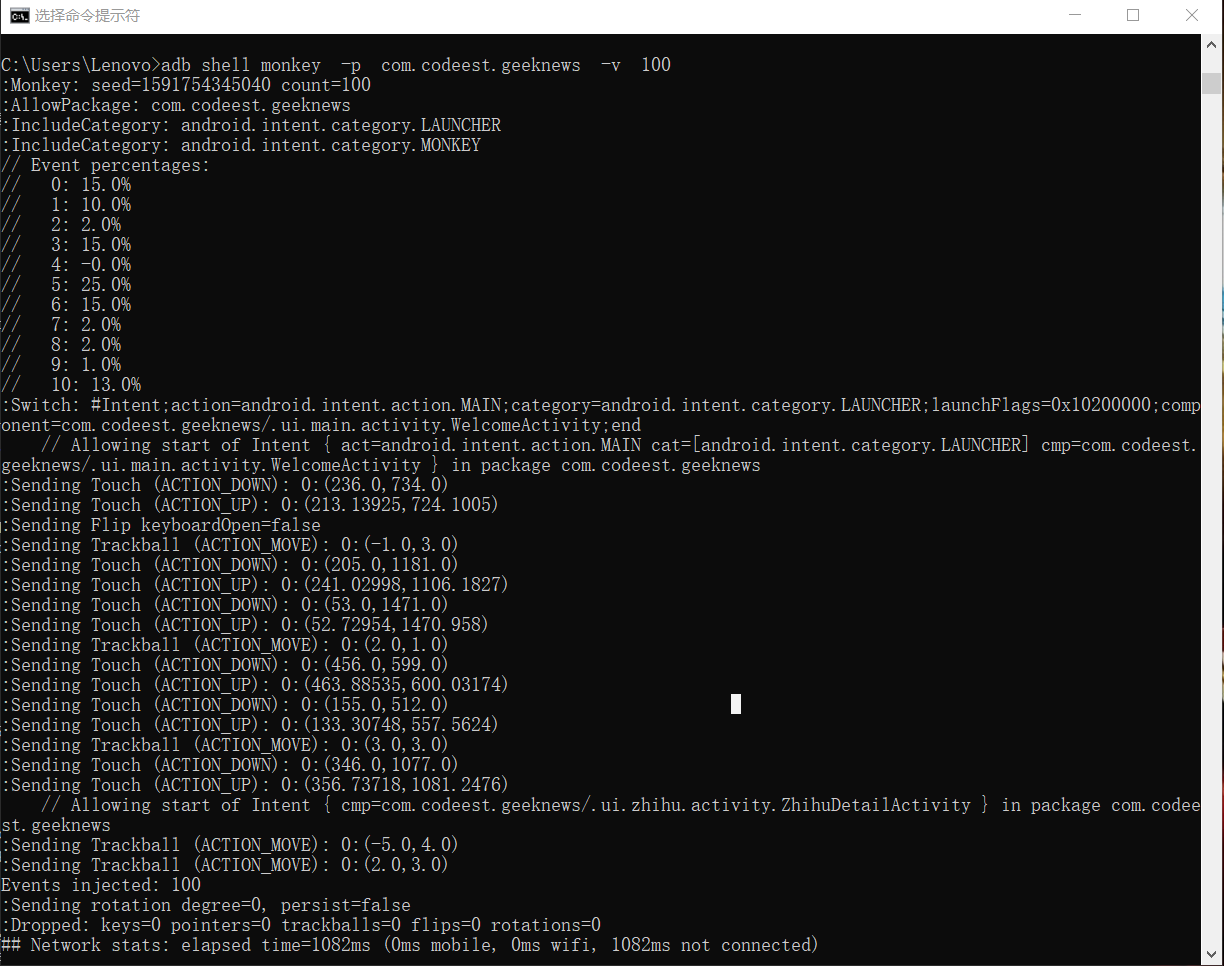 选择命令提示符
C:\Users\Lenovo>adb shell monkey  -p  com.codeest.geeknews  -v  100
:Monkey: seed=1591754345040 count=100
:AllowPackage: com.codeest.geeknews
:IncludeCategory: android.intent.category.LAUNCHER
:IncludeCategory: android.intent.category.MONKEY
// Event percentages:
//   0: 15.0%
//   1: 10.0%
//   2: 2.0%
//   3: 15.0%
//   4: -0.0%
//   5: 25.0%
//   6: 15.0%
//   7: 2.0%
//   8: 2.0%
//   9: 1.0%
//   10: 13.0%
:Switch: #Intent;action=android.intent.action.MAIN;category=android.intent.category.LAUNCHER;launchFlags=0x10200000;comp
onent=com.codeest.geeknews/.ui.main.activity.WelcomeActivity;end
    // Allowing start of Intent { act=android.intent.action.MAIN cat=[android.intent.category.LAUNCHER] cmp=com.codeest.
geeknews/.ui.main.activity.WelcomeActivity } in package com.codeest.geeknews
:Sending Touch (ACTION_DOWN): 0:(236.0,734.0)
:Sending Touch (ACTION_UP): 0:(213.13925,724.1005)
:Sending Flip keyboardOpen=false
:Sending Trackball (ACTION_MOVE): 0:(-1.0,3.0)
:Sending Touch (ACTION_DOWN): 0:(205.0,1181.0)
:Sending Touch (ACTION_UP): 0:(241.02998,1106.1827)
:Sending Touch (ACTION_DOWN): 0:(53.0,1471.0)
:Sending Touch (ACTION_UP): 0:(52.72954,1470.958)
:Sending Trackball (ACTION_MOVE): 0:(2.0,1.0)
:Sending Touch (ACTION_DOWN): 0:(456.0,599.0)
:Sending Touch (ACTION_UP): 0:(463.88535,600.03174)
:Sending Touch (ACTION_DOWN): 0:(155.0,512.0)
:Sending Touch (ACTION_UP): 0:(133.30748,557.5624)
:Sending Trackball (ACTION_MOVE): 0:(3.0,3.0)
:Sending Touch (ACTION_DOWN): 0:(346.0,1077.0)
:Sending Touch (ACTION_UP): 0:(356.73718,1081.2476)
    // Allowing start of Intent { cmp=com.codeest.geeknews/.ui.zhihu.activity.ZhihuDetailActivity } in package com.codee
st.geeknews
:Sending Trackball (ACTION_MOVE): 0:(-5.0,4.0)
:Sending Trackball (ACTION_MOVE): 0:(2.0,3.0)
Events injected: 100
:Sending rotation degree=0, persist=false
:Dropped: keys=0 pointers=0 trackballs=0 flips=0 rotations=0
## Network stats: elapsed time=1082ms (0ms mobile, 0ms wifi, 1082ms not connected)